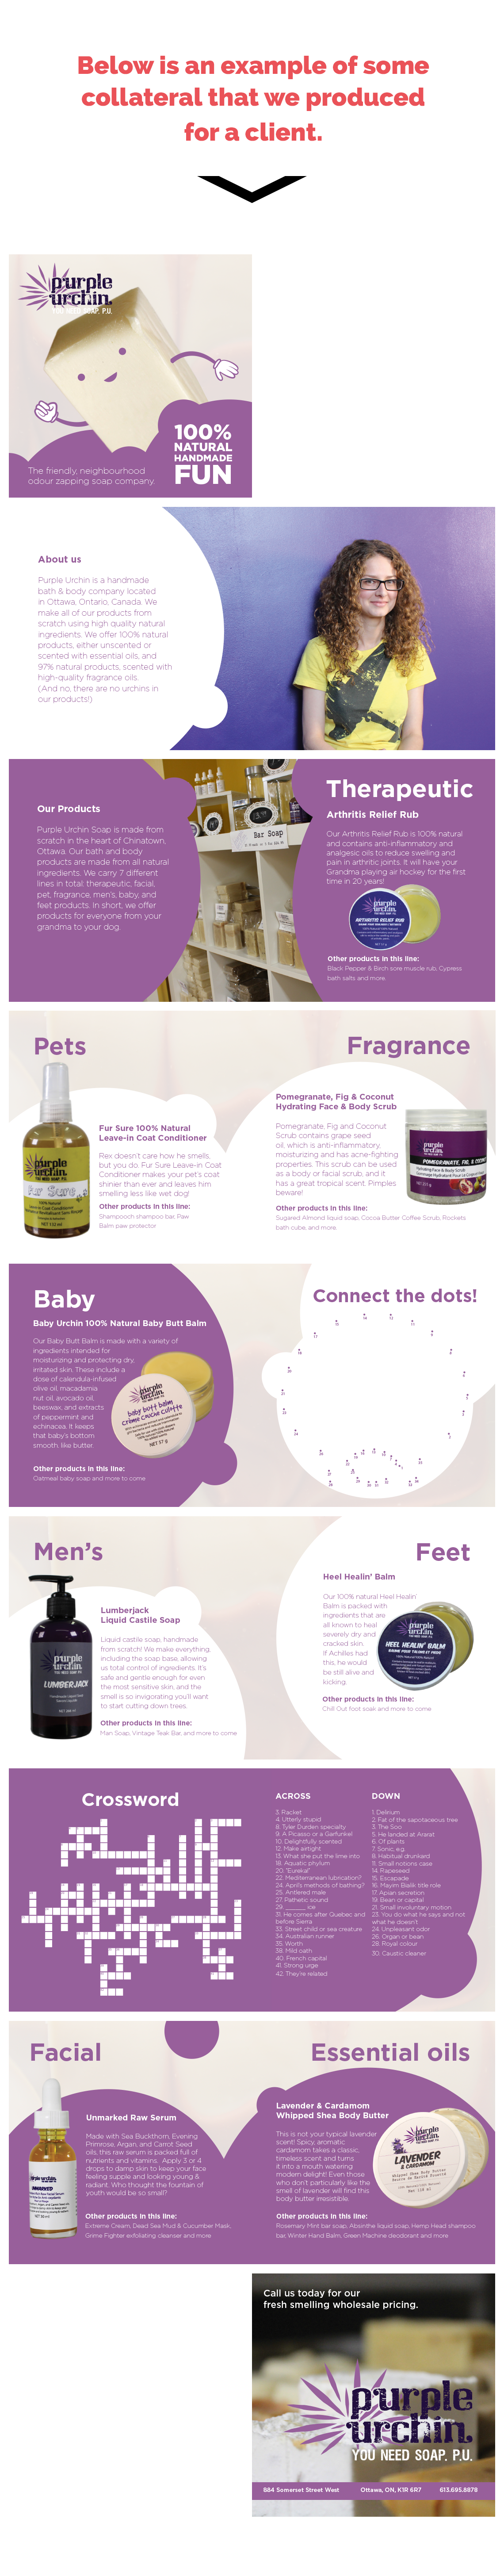 Below is an example of some
collateral that we produced
for a client.
purple
urchin.
YOU NEED SOAP. P.U.
100%
NATURAL
HANDMADE
FUN
The friendly, neighbourhood
odour zapping soap company.
About us
Purple Urchin is a handmade
bath & body company located
in Ottawa, Ontario, Canada. We
make all of our products from
scratch using high quality natural
ingredients. We offer 100% natural
products, either unscented or
scented with essential oils, and
97% natural products, scented with
high-quality fragrance oils.
(And no, there are no urchins in
our products!)
Our Products
Purple Urchin Soap is made from
scratch in the heart of Chinatown,
Ottawa. Our bath and body
products are made from all natural
ingredients. We carry 7 different
lines in total: therapeutic, facial,
pet, fragrance, men's, baby, and
feet products. In short, we offer
products for everyone from your
grandma to your dog.
Bar Soap
Therapeutic
Arthritis Relief Rub
Our Arthritis Relief Rub is 100% natural
and contains anti-inflammatory and
analgesic oils to reduce swelling and
pain in arthritic joints. It will have your
Grandma playing air hockey for the first
time in 20 years!
purple
urchin.
ARTHRITIS RELIEF RUB
Other products in this line:
Black Pepper & Birch sore muscle rub, Cypress
bath salts and more.
Pets
Fur Sure 100% Natural
Leave-in Coat Conditioner
Rex doesn't care how he smells,
but you do. Fur Sure Leave-in Coat
Conditioner makes your pet's coat
shinier than ever and leaves him
smelling less like wet dog!
Other products in this line:
Shampooch shampoo bar, Paw
Balm paw protector
purple
urchin.
Fur Sure
Fragrance
Pomegranate, Fig & Coconut
Hydrating Face & Body Scrub
Pomegranate, Fig and Coconut
Scrub contains grape seed
oil, which is anti-inflammatory,
moisturizing and has acne-fighting
properties. This scrub can be used
as a body or facial scrub, and it
has a great tropical scent. Pimples
beware!
Other products in this line:
Sugared Almond liquid soap, Cocoa Butter Coffee Scrub, Rockets
bath cube, and more.
purple
urchin.
POMEGRANATE, FIG, & COCONUT
Baby
Baby Urchin 100% Natural Baby Butt Balm
Our Baby Butt Balm is made with a variety of
ingredients intended for
moisturizing and protecting dry,
irritated skin. These include a
dose of calendula-infused
olive oil, macadamia
nut oil, avocado oil,
beeswax, and extracts
of peppermint and
echinacea. It keeps
that baby's bottom
smooth, like butter.
Other products in this line:
Oatmeal baby soap and more to come.
purple
urchin.
baby butt balm
NET 57 g
Connect the dots!
Men's
Lumberjack
Liquid Castile Soap
Liquid castile soap, handmade
from scratch! We make everything,
including the soap base, allowing
us total control of ingredients. It's
safe and gentle enough for even
the most sensitive skin, and the
smell is so invigorating you'll want
to start cutting down trees.
Other products in this line:
Man Soap, Vintage Teak Bar, and more to come
purple
urchin.
LUMBERJACK
Feet
Heel Healin' Balm
Our 100% natural Heel Healin'
Balm is packed with
ingredients that are
all known to heal
severely dry and
cracked skin.
If Achilles had
this, he would
be still alive and
kicking.
Other products in this line:
Chill Out foot soak and more to come
purple
urchin.
HEEL HEALIN' BALM
Crossword
ACROSS
3. Racket
4. Utterly stupid
8. Tyler Durden specialty
9. A Picasso or a Garfunkel
10. Delightfully scented
12. Make airtight
13. What she put the lime into
18. Aquatic phylum
20. "Eureka!"
22. Mediterranean lubrication?
24. April's methods of bathing?
25. Antlered male
27. Pathetic sound
29. ______ ice
31. He comes after Quebec and
before Sierra
33. Street child or sea creature
34. Australian runner
35. Worth
38. Mild oath
40. French capital
41. Strong urge
42. They're related
DOWN
1. Delirium
2. Fat of the sapotaceous tree
3. The Soo
5. He landed at Ararat
6. Of plants
7. Sonic, e.g.
8. Habitual drunkard
11. Small notions case
14. Rapeseed
15. Escapade
16. Mayim Bialik title role
17. Apian secretion
19. Bean or capital
21. Small involuntary motion
23. You do what he says and not
what he doesn't
24. Unpleasant odor
26. Organ or bean
28. Royal colour
30. Caustic cleaner
Facial
Unmarked Raw Serum
Made with Sea Buckthorn, Evening
Primrose, Argan, and Carrot Seed
oils, this raw serum is packed full of
nutrients and vitamins. Apply 3 or 4
drops to damp skin to keep your face
feeling supple and looking young &
radiant. Who thought the fountain of
youth would be so small?
Other products in this line:
Extreme Cream, Dead Sea Mud & Cucumber Mask,
Grime Fighter exfoliating cleanser and more
Essential oils
Lavender & Cardamom
Whipped Shea Body Butter
This is not your typical lavender
scent! Spicy, aromatic
cardamom takes a classic,
timeless scent and turns
it into a mouth watering
modern delight! Even those
who don't particularly like the
smell of lavender will find this
body butter irresistible.
Other products in this line:
Rosemary Mint bar soap, Absinthe liquid soap, Hemp Head shampoo
bar, Winter Hand Balm, Green Machine deodorant and more
purple
urchin.
LAVENDER
& CARDAMOM
Call us today for our
fresh smelling wholesale pricing.
purple
urchin.
YOU NEED SOAP. P.U.
884 Somerset Street West Ottawa, ON, K1R 6R7 613.695.8878